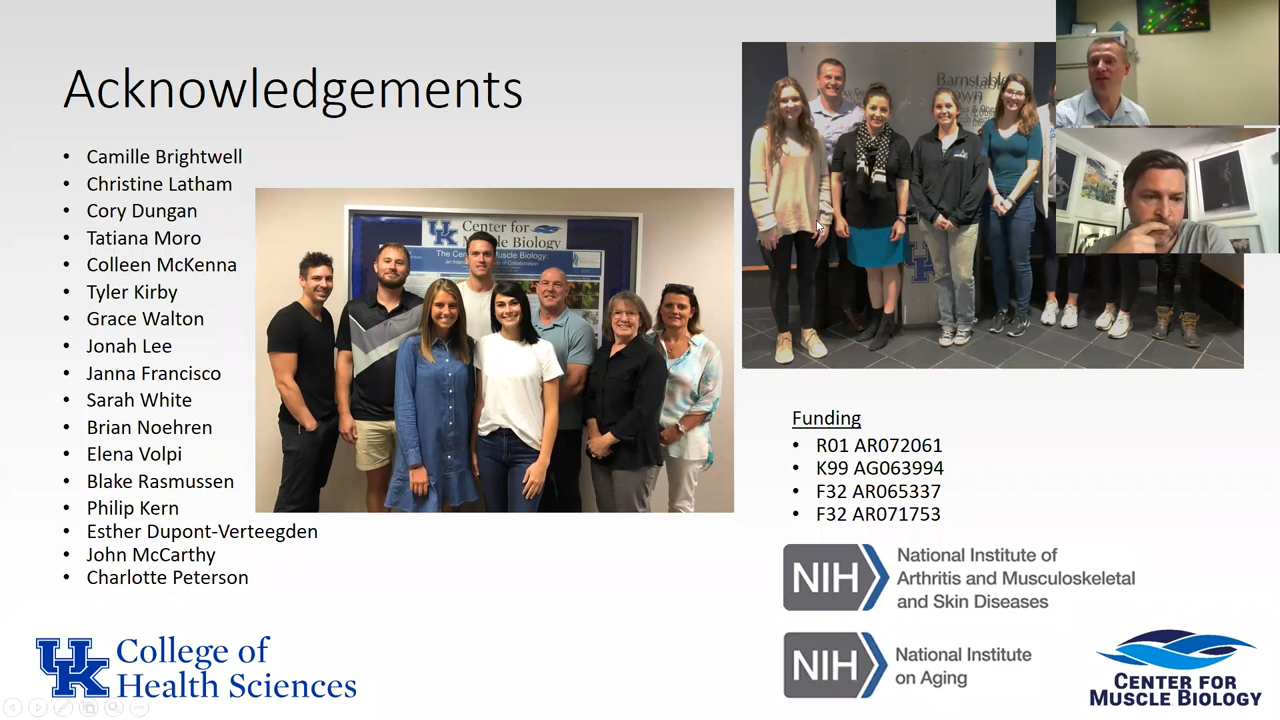 Acknowledgements
• Camille Brightwell
• Christine Latham
• Cory Dungan
• Tatiana Moro
• Colleen McKenna
• Tyler Kirby
• Grace Walton
• Jonah Lee
• Janna Francisco
• Sarah White
• Brian Noehren
• Elena Volpi
• Blake Rasmussen
• Philip Kern
• Esther Dupont-Verteegden
• John McCarthy
• Charlotte Peterson
UK
Center for
Muscle Biology
Barnstable
Brown
UK
Funding
• R01 AR072061
• K99 AG063994
• F32 AR065337
• F32 AR071753
NIH
National Institute of
Arthritis and Musculoskeletal
and Skin Diseases
NIH
National Institute
on Aging
UK
College of
Health Sciences
CENTER FOR
MUSCLE BIOLOGY